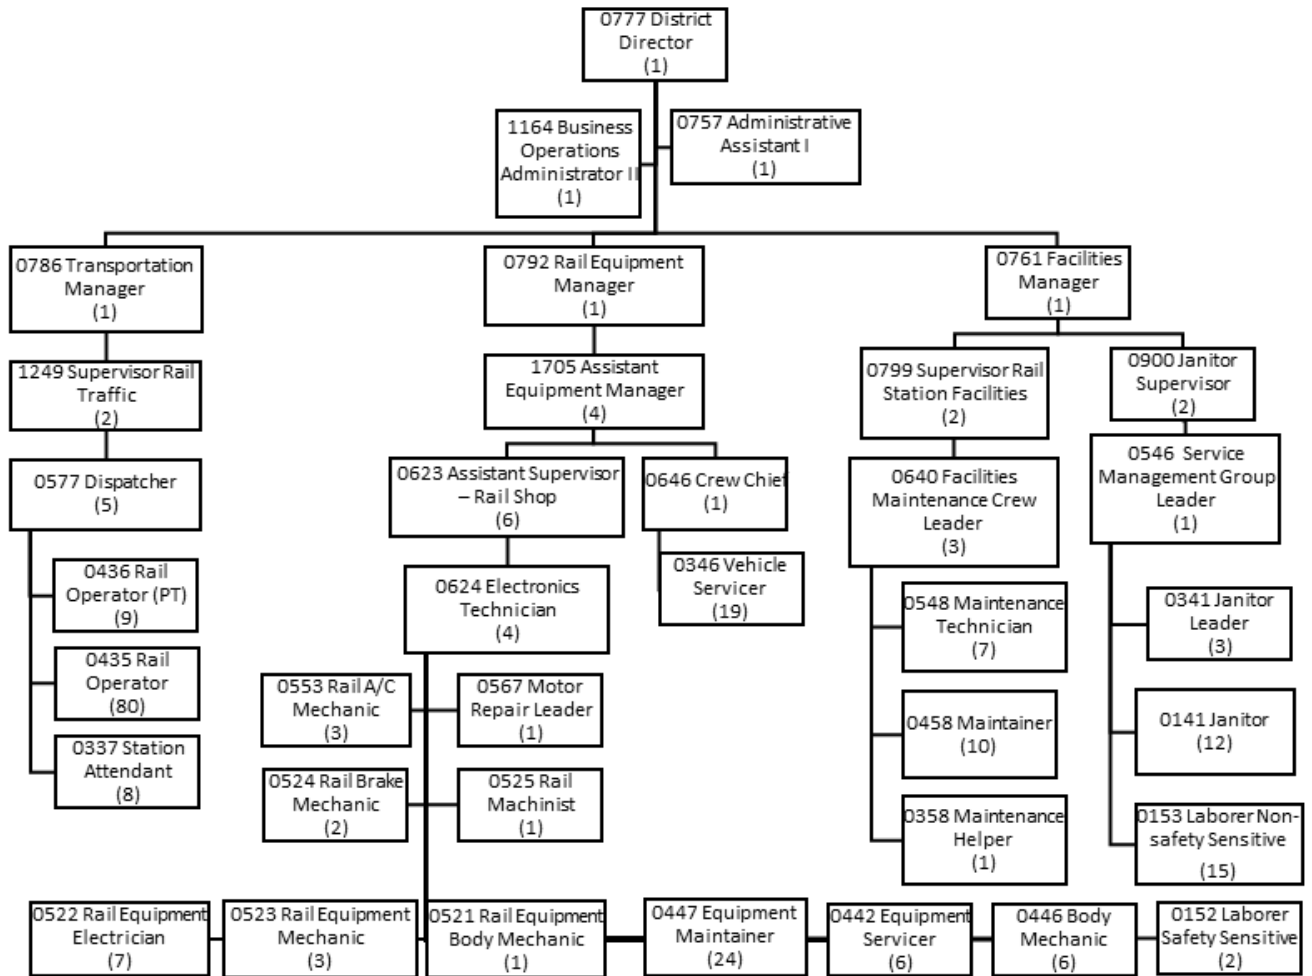 0777 District
Director
(1)
1164 Business
Operations
Administrator II
(1)
0757 Administrative
Assistant I
(1)
0786 Transportation
Manager
(1)
0792 Rail Equipment
Manager
(1)
0761 Facilities
Manager
(1)
1249 Supervisor Rail
Traffic
(2)
1705 Assistant
Equipment Manager
(4)
0799 Supervisor Rail
Station Facilities
(2)
0900 Janitor
Supervisor
(2)
0577 Dispatcher
(5)
0623 Assistant Supervisor
– Rail Shop
(6)
0646 Crew Chief
(1)
0640 Facilities
Maintenance Crew
Leader
(3)
0546 Service
Management Group
Leader
(1)
0436 Rail
Operator (PT)
(9)
0624 Electronics
Technician
(4)
0346 Vehicle
Servicer
(19)
0548 Maintenance
Technician
(7)
0341 Janitor
Leader
(3)
0435 Rail
Operator
(80)
0553 Rail A/C
Mechanic
(3)
0567 Motor
Repair Leader
(1)
0458 Maintainer
(10)
0141 Janitor
(12)
0337 Station
Attendant
(8)
0524 Rail Brake
Mechanic
(2)
0525 Rail
Machinist
(1)
0358 Maintenance
Helper
(1)
0153 Laborer Non-
safety Sensitive
(15)
0522 Rail Equipment
Electrician
(7)
0523 Rail Equipment
Mechanic
(3)
0521 Rail Equipment
Body Mechanic
(1)
0447 Equipment
Maintainer
(24)
0442 Equipment
Servicer
(6)
0446 Body
Mechanic
(6)
0152 Laborer
Safety Sensitive
(2)